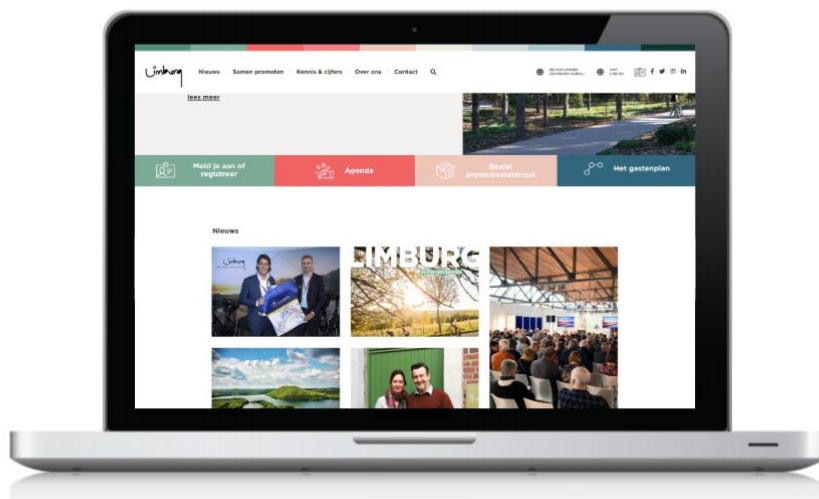 Limburg
Nieuws Samen promoten Kennis & cijfers Over ons Contact
lees meer
Meld je aan of
registreer
Agenda
Bestel
promotiemateriaal
Het gastenplan
Nieuws
Limburg
LIMBURG